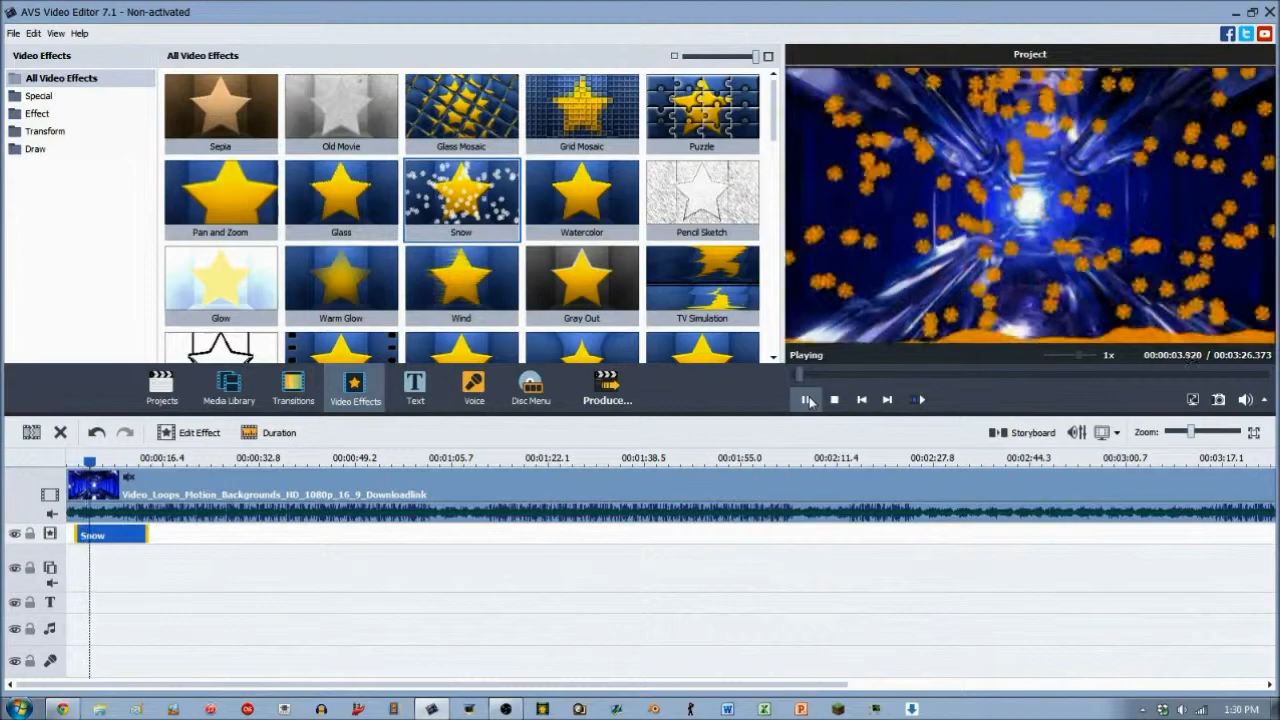 AVS Video Editor 7.1 - Non-activated
File Edit View Help
Video Effects
All Video Effects
Special
Effect
Transform
Draw
All Video Effects
Sepia Old Movie Glass Mosaic Grid Mosaic Puzzle
Pan and Zoom Glass Snow Watercolor Pencil Sketch
Glow Warm Glow Wind Gray Out TV Simulation
Project
Playing 1x 00:00:03.920 / 00:03:26.373
Projects Media Library Transitions Video Effects Text Voice Disc Menu Produce...
Edit Effect Duration Storyboard Zoom:
00:00:16.4 00:00:32.8 00:00:49.2 00:01:05.7 00:01:22.1 00:01:38.5 00:01:55.0 00:02:11.4 00:02:27.8 00:02:44.3 00:03:00.7 00:03:17.1
Video_Loops_Motion_Backgrounds_HD_1080p_16_9_Downloadlink
Snow
T
1:30 PM